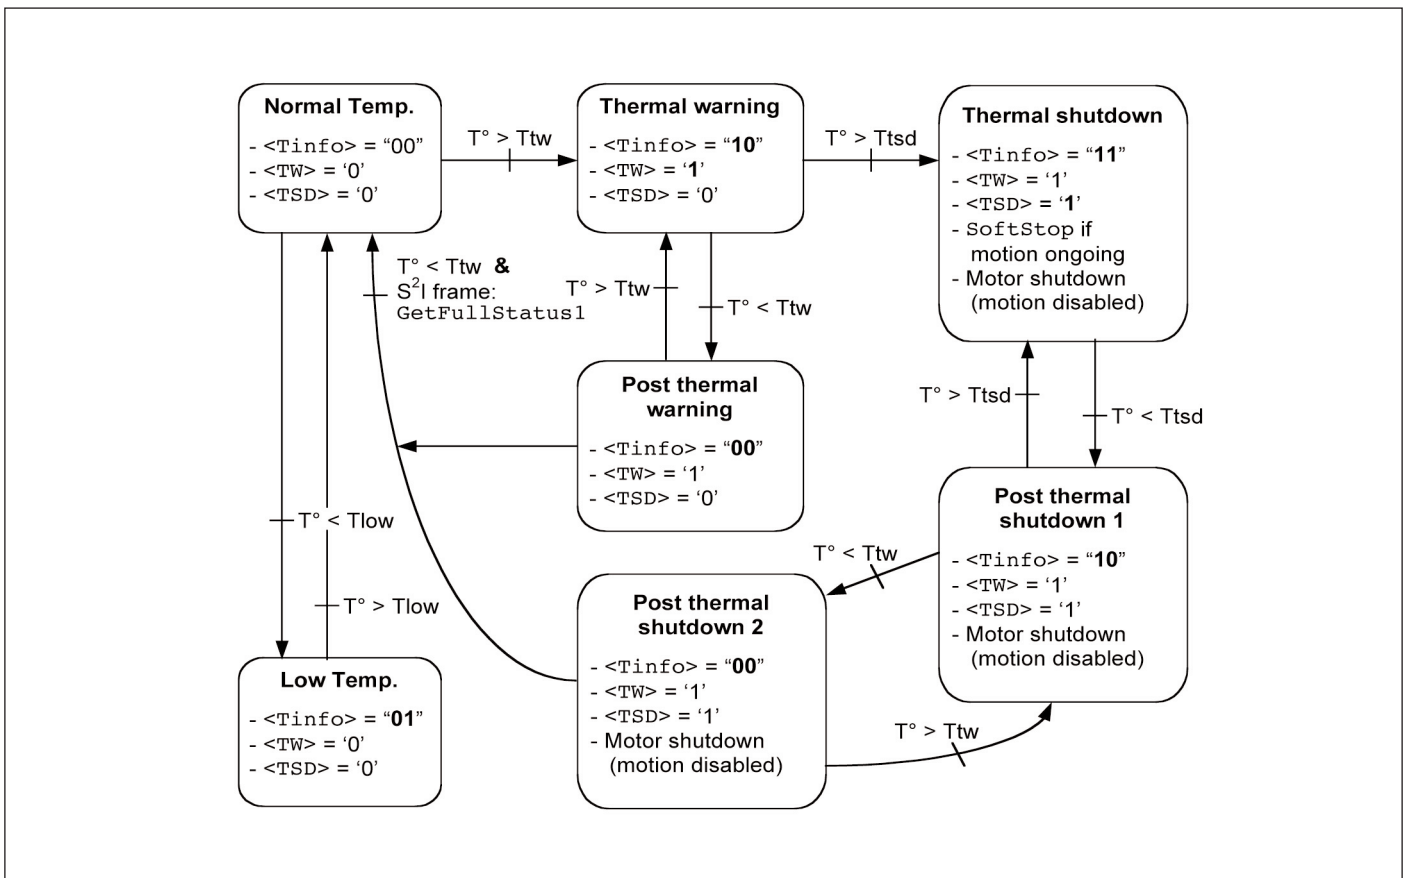 Normal Temp.
- <Tinfo> = “00”
- <TW> = ‘0’
- <TSD> = ‘0’
T° > Ttw
Thermal warning
- <Tinfo> = “10”
- <TW> = ‘1’
- <TSD> = ‘0’
T° > Ttsd
Thermal shutdown
- <Tinfo> = “11”
- <TW> = ‘1’
- <TSD> = ‘1’
- SoftStop if
motion ongoing
- Motor shutdown
(motion disabled)
T° < Ttw &
S²I frame:
GetFullStatus1
T° > Ttw
T° < Ttw
Post thermal
warning
- <Tinfo> = “00”
- <TW> = ‘1’
- <TSD> = ‘0’
T° > Ttsd
T° < Ttsd
Post thermal
shutdown 1
- <Tinfo> = “10”
- <TW> = ‘1’
- <TSD> = ‘1’
- Motor shutdown
(motion disabled)
T° < Tlow
T° > Tlow
T° < Ttw
Post thermal
shutdown 2
- <Tinfo> = “00”
- <TW> = ‘1’
- <TSD> = ‘1’
- Motor shutdown
(motion disabled)
T° > Ttw
Low Temp.
- <Tinfo> = “01”
- <TW> = ‘0’
- <TSD> = ‘0’